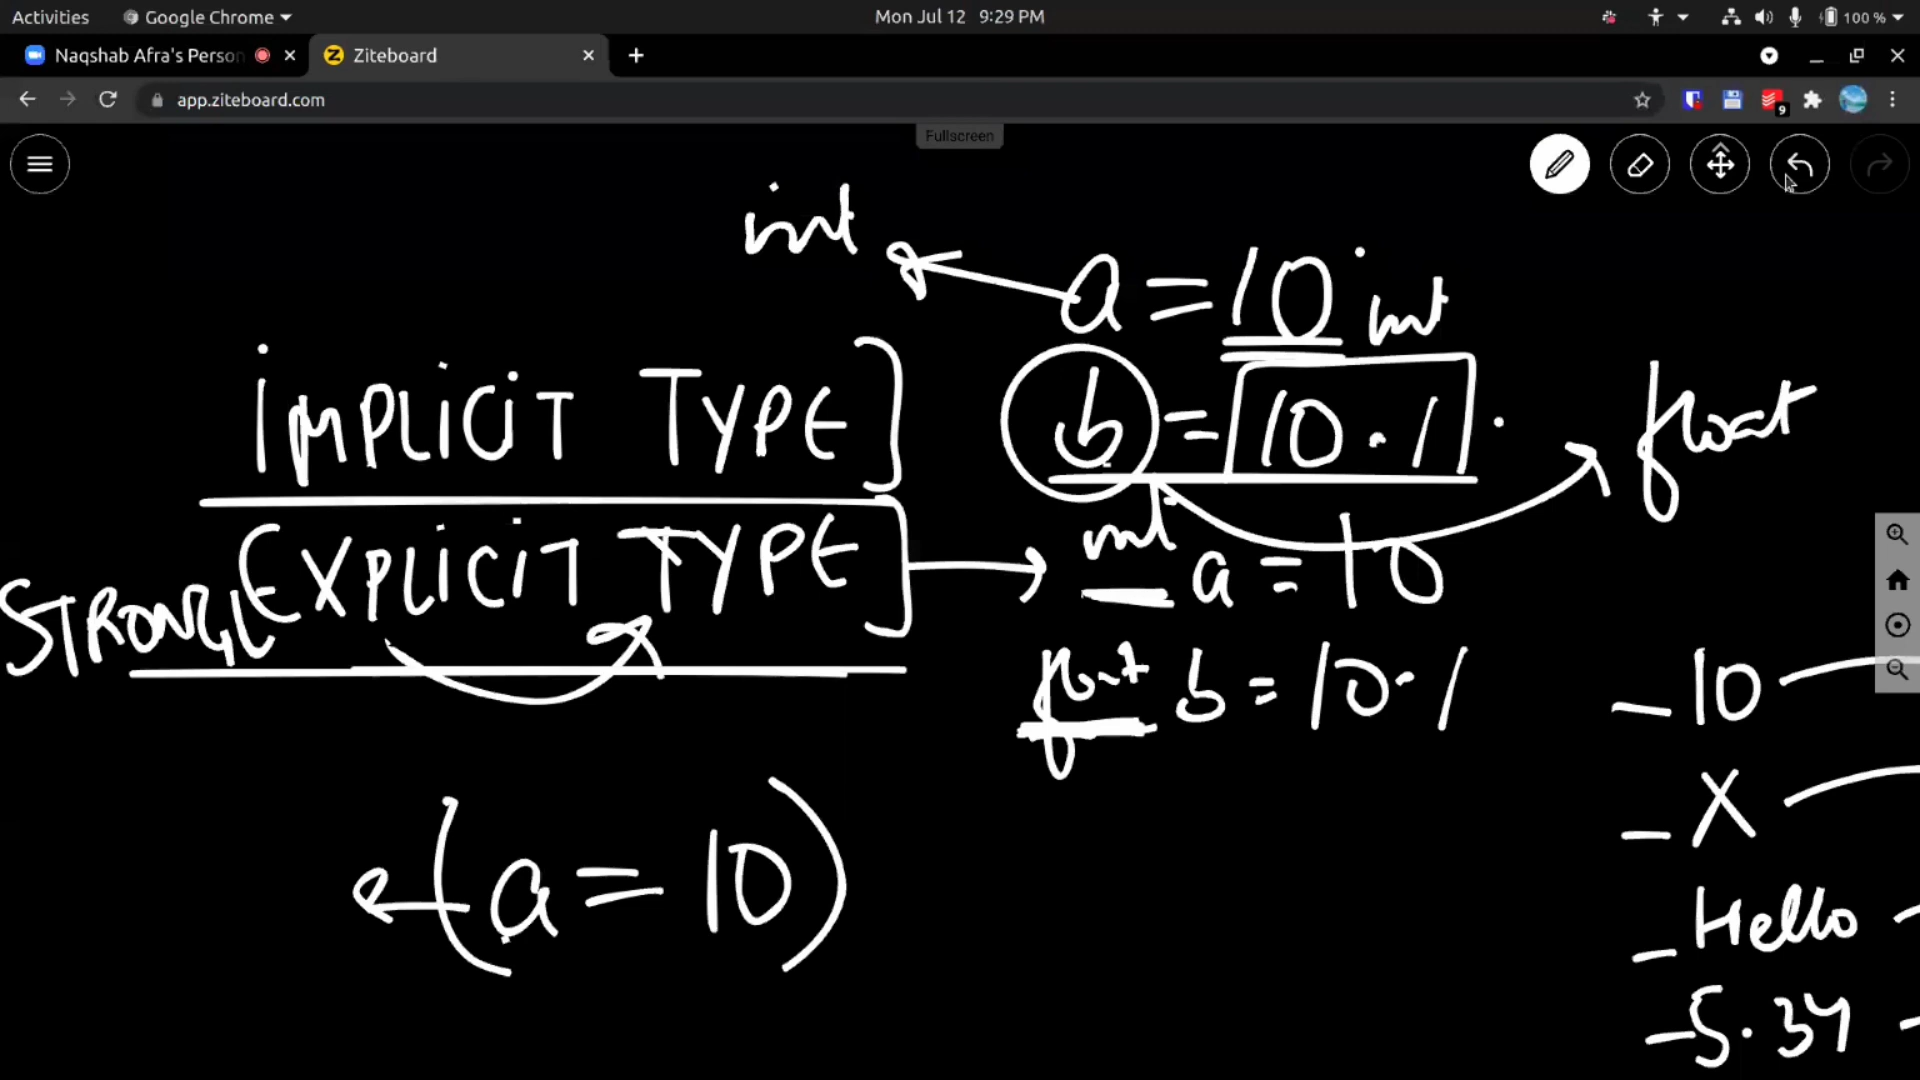 Activities Google Chrome Mon Jul 12 9:29 PM 100 %
Naqshab Afra's Person Ziteboard
app.ziteboard.com
9
Fullscreen
int
a = 10 int
IMPLICIT TYPE
b = 10.1 float
STRONG EXPLICIT TYPE
int a = 10
float b = 10.1
(a = 10)
- 10
- X
- Hello
- 5.34